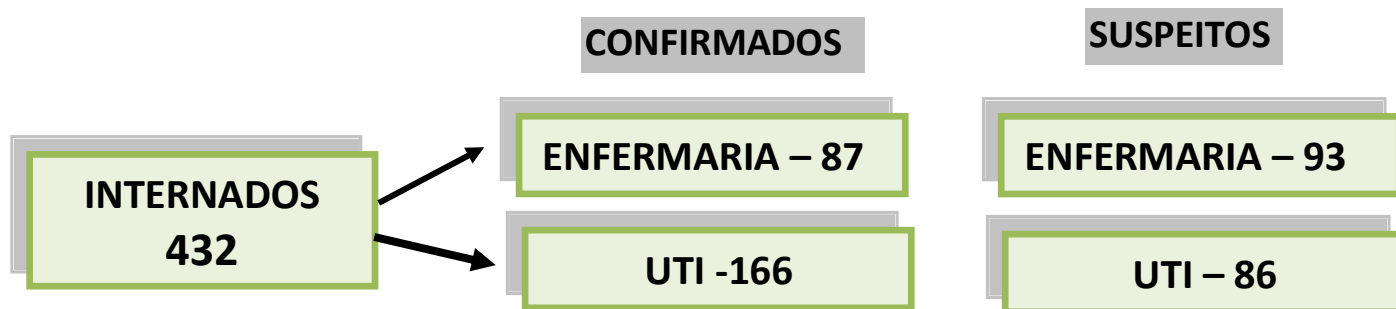 CONFIRMADOS
SUSPEITOS
INTERNADOS
432
ENFERMARIA – 87
ENFERMARIA – 93
UTI -166
UTI – 86